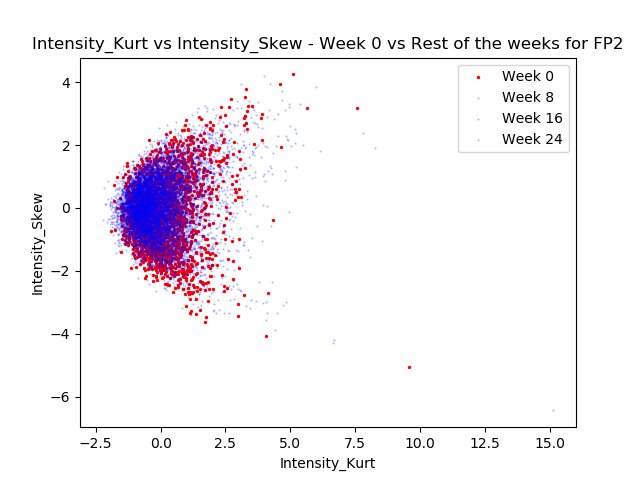 Intensity_Kurt vs Intensity_Skew - Week 0 vs Rest of the weeks for FP2
Week 0
Week 8
Week 16
Week 24
Intensity_Skew
4
2
0
−2
−4
−6
−2.5 0.0 2.5 5.0 7.5 10.0 12.5 15.0
Intensity_Kurt